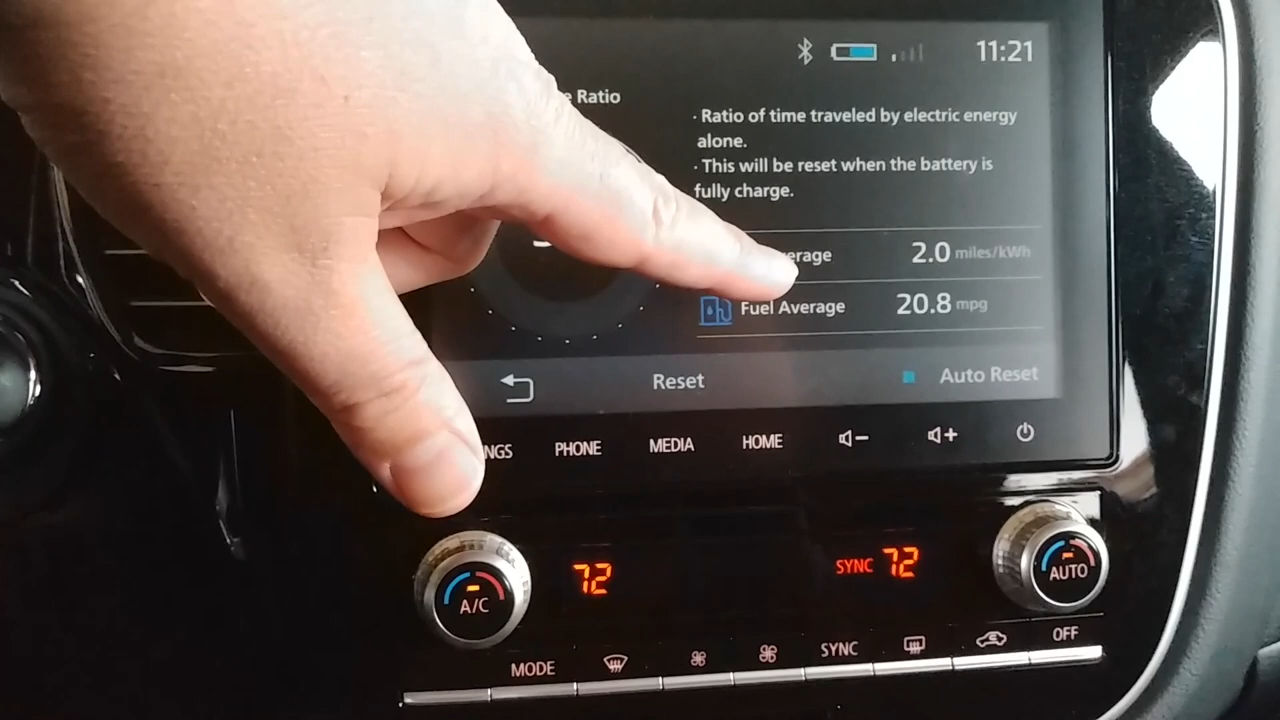 11:21
Ratio
· Ratio of time traveled by electric energy
alone.
· This will be reset when the battery is
fully charge.
erage 2.0 miles/kWh
Fuel Average 20.8 mpg
Reset Auto Reset
NGS PHONE MEDIA HOME
72 SYNC 72
A/C AUTO
MODE SYNC OFF